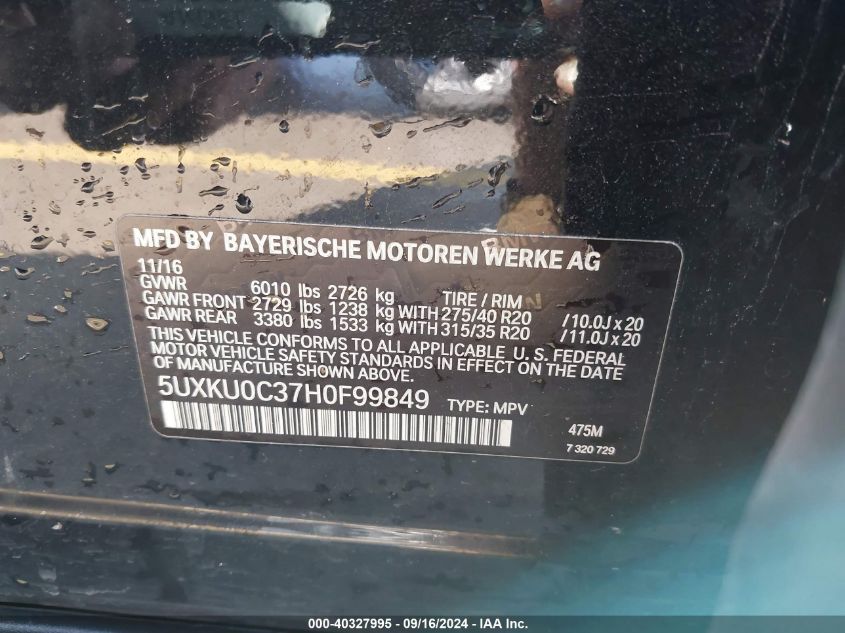 MFD BY BAYERISCHE MOTOREN WERKE AG
11/16
GVWR 6010 lbs 2726 kg TIRE / RIM
GAWR FRONT 2729 lbs 1238 kg WITH 275/40 R20 / 10.0J x 20
GAWR REAR 3380 lbs 1533 kg WITH 315/35 R20 / 11.0J x 20
THIS VEHICLE CONFORMS TO ALL APPLICABLE U. S. FEDERAL
MOTOR VEHICLE SAFETY STANDARDS IN EFFECT ON THE DATE
OF MANUFACTURE SHOWN ABOVE.
5UXKU0C37H0F99849 TYPE: MPV
475M
7 320 729
000-40327995 - 09/16/2024 - IAA Inc.